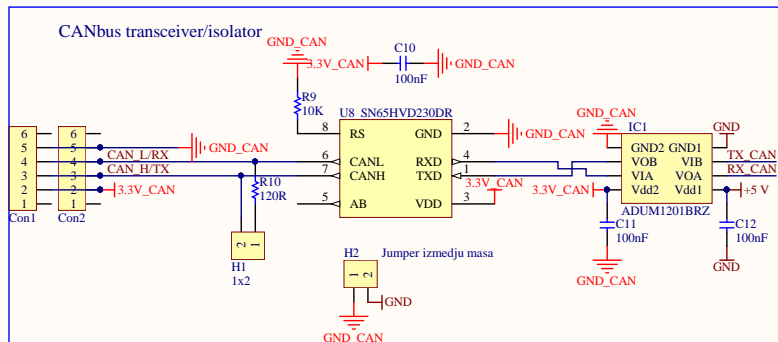 CANbus transceiver/isolator
GND_CAN
3.3V_CAN
C10
100nF
GND_CAN
R9
10K
U8 SN65HVD230DR
8
RS
GND
2
GND_CAN
6
CANL
RXD
4
7
CANH
TXD
1
3.3V_CAN
5
AB
VDD
3
6
5
4
3
2
1
Con1
6
5
4
3
2
1
Con2
GND_CAN
CAN_L/RX
CAN_H/TX
3.3V_CAN
R10
120R
2
1
H1
1x2
H2
Jumper izmedju masa
1
2
GND
GND_CAN
GND_CAN
IC1
GND
GND2 GND1
VOB VIB
VIA VOA
Vdd2 Vdd1
ADUM1201BRZ
TX_CAN
RX_CAN
3.3V_CAN
+5 V
C11
100nF
GND_CAN
C12
100nF
GND